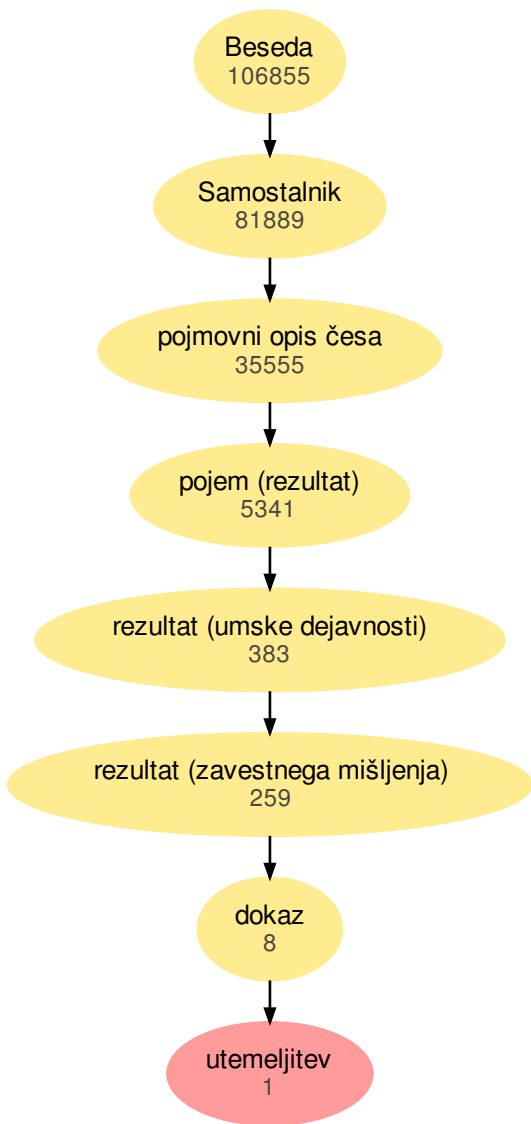 Beseda
106855
Samostalnik
81889
pojmovni opis česa
35555
pojem (rezultat)
5341
rezultat (umske dejavnosti)
383
rezultat (zavestnega mišljenja)
259
dokaz
8
utemeljitev
1